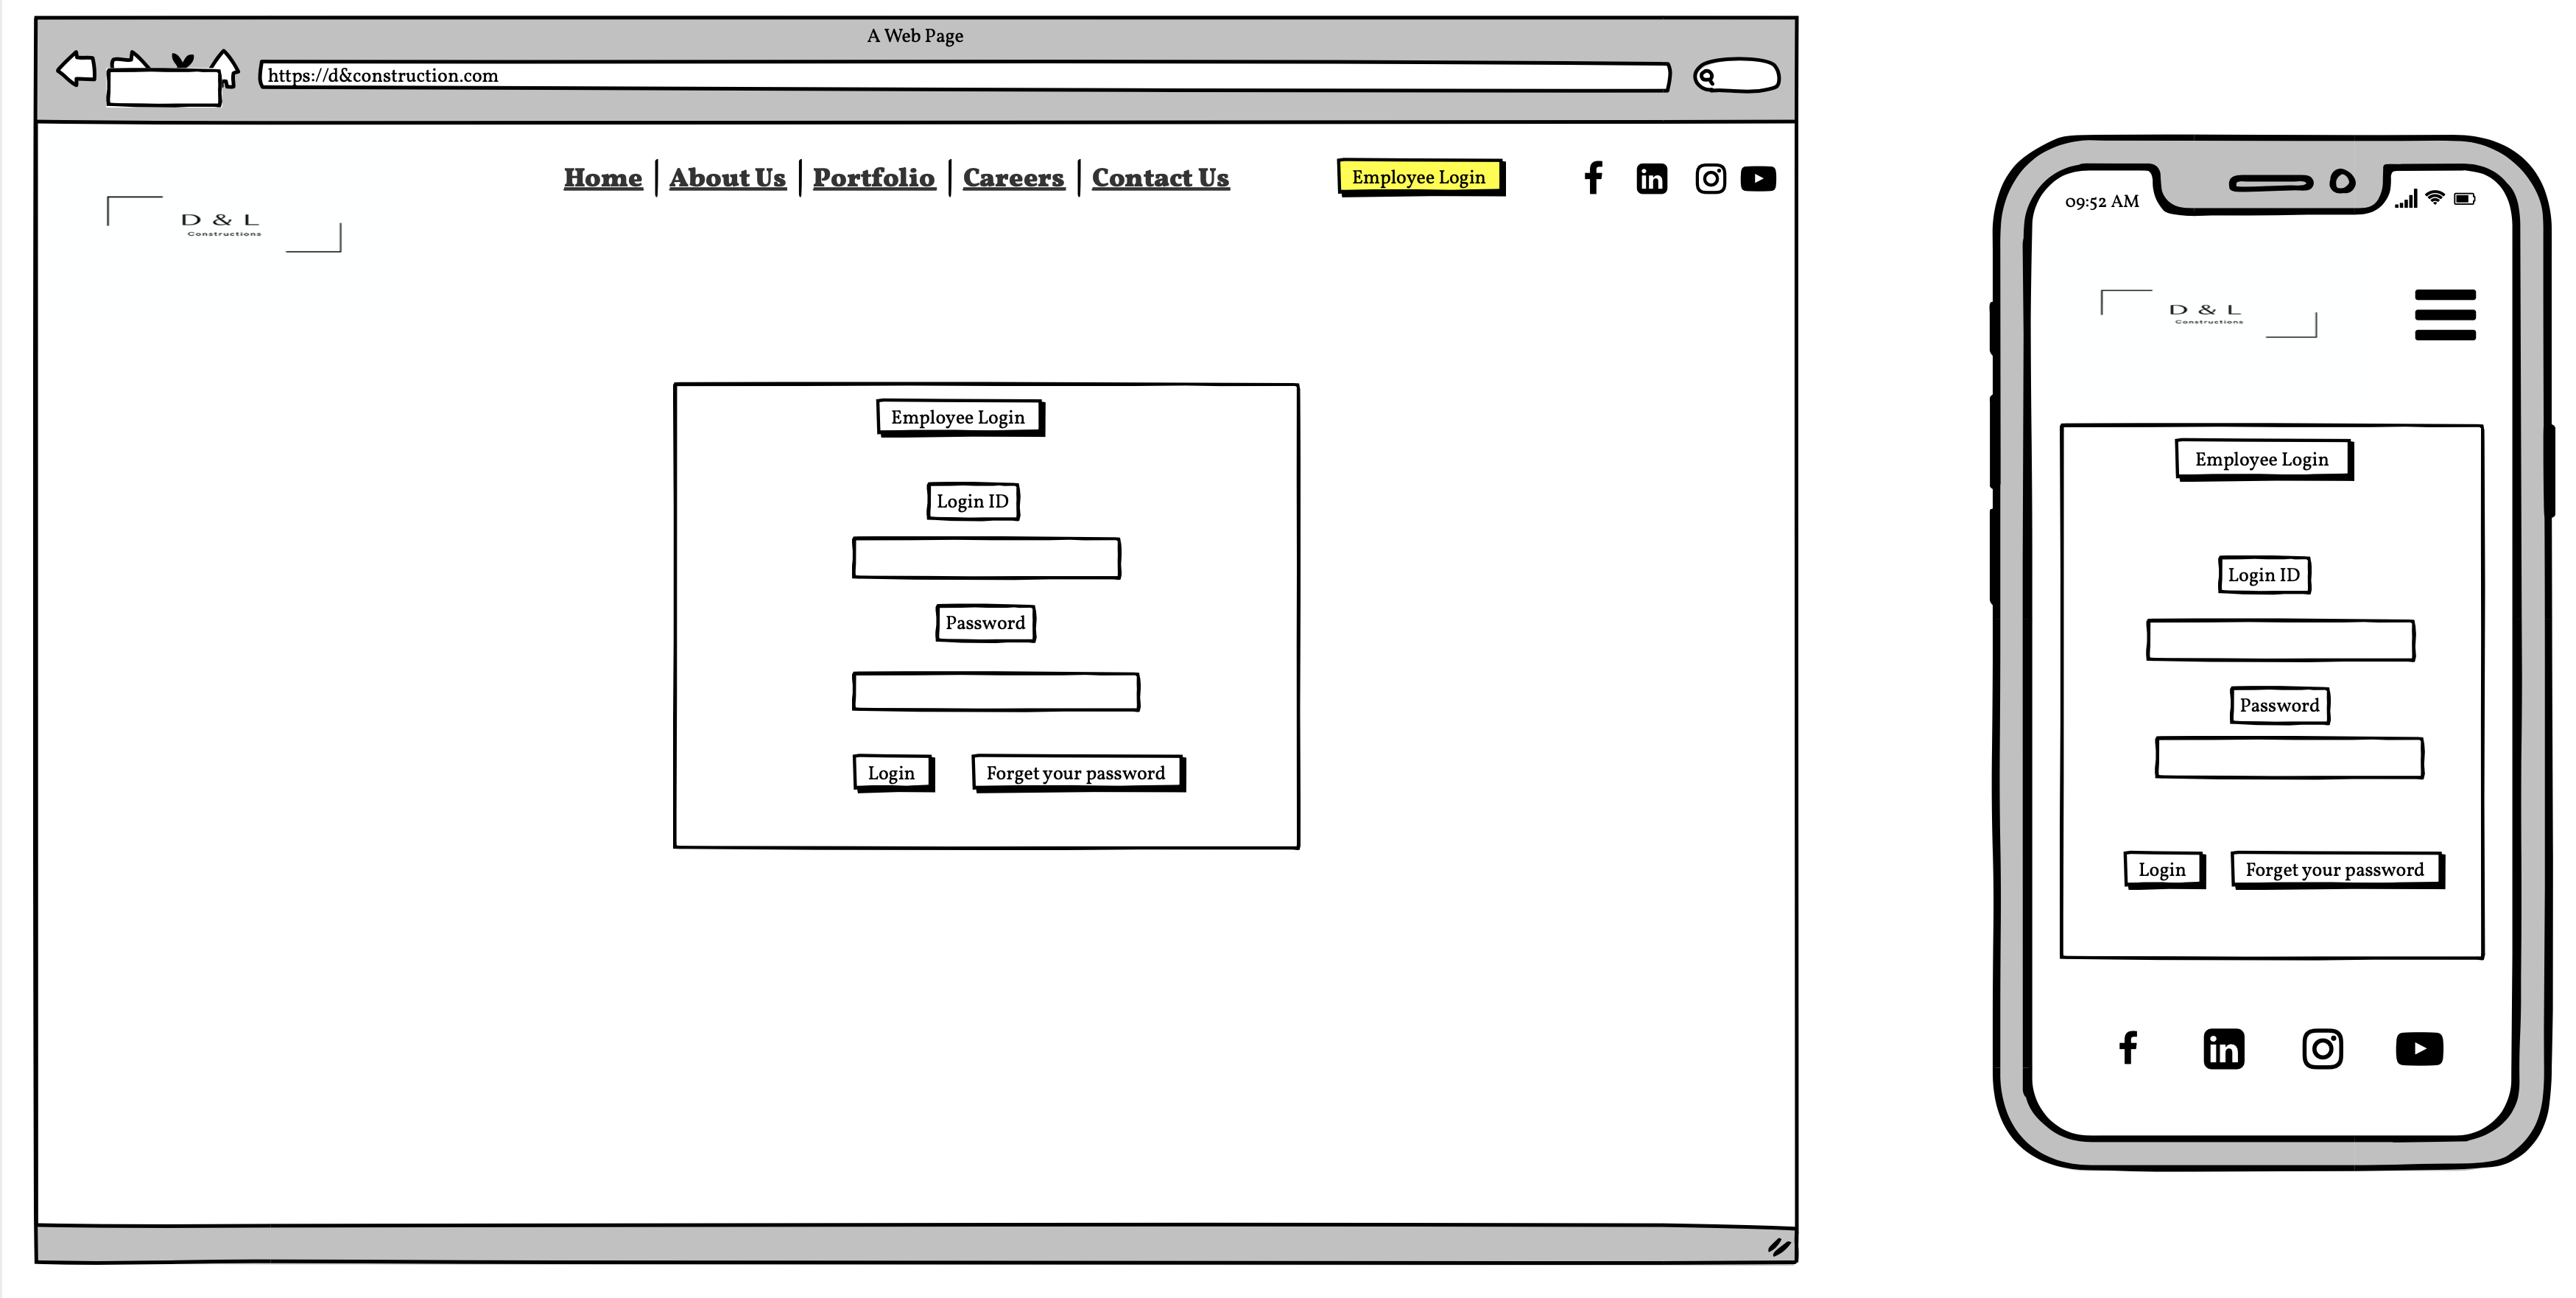 A Web Page
https://d&construction.com
Home About Us Portfolio Careers Contact Us
Employee Login
D & L
Constructions
Employee Login
Login ID
Password
Login Forget your password
09:52 AM
D & L
Constructions
Employee Login
Login ID
Password
Login Forget your password